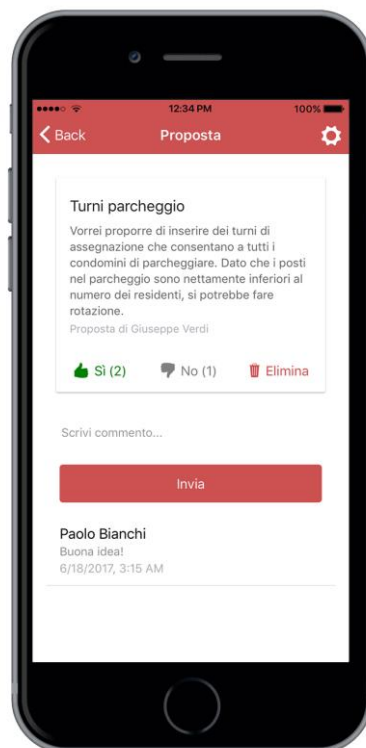 12:34 PM 100%
Back Proposta
Turni parcheggio
Vorrei proporre di inserire dei turni di
assegnazione che consentano a tutti i
condomini di parcheggiare. Dato che i posti
nel parcheggio sono nettamente inferiori al
numero dei residenti, si potrebbe fare
rotazione.
Proposta di Giuseppe Verdi
Sì (2) No (1) Elimina
Scrivi commento...
Invia
Paolo Bianchi
Buona idea!
6/18/2017, 3:15 AM